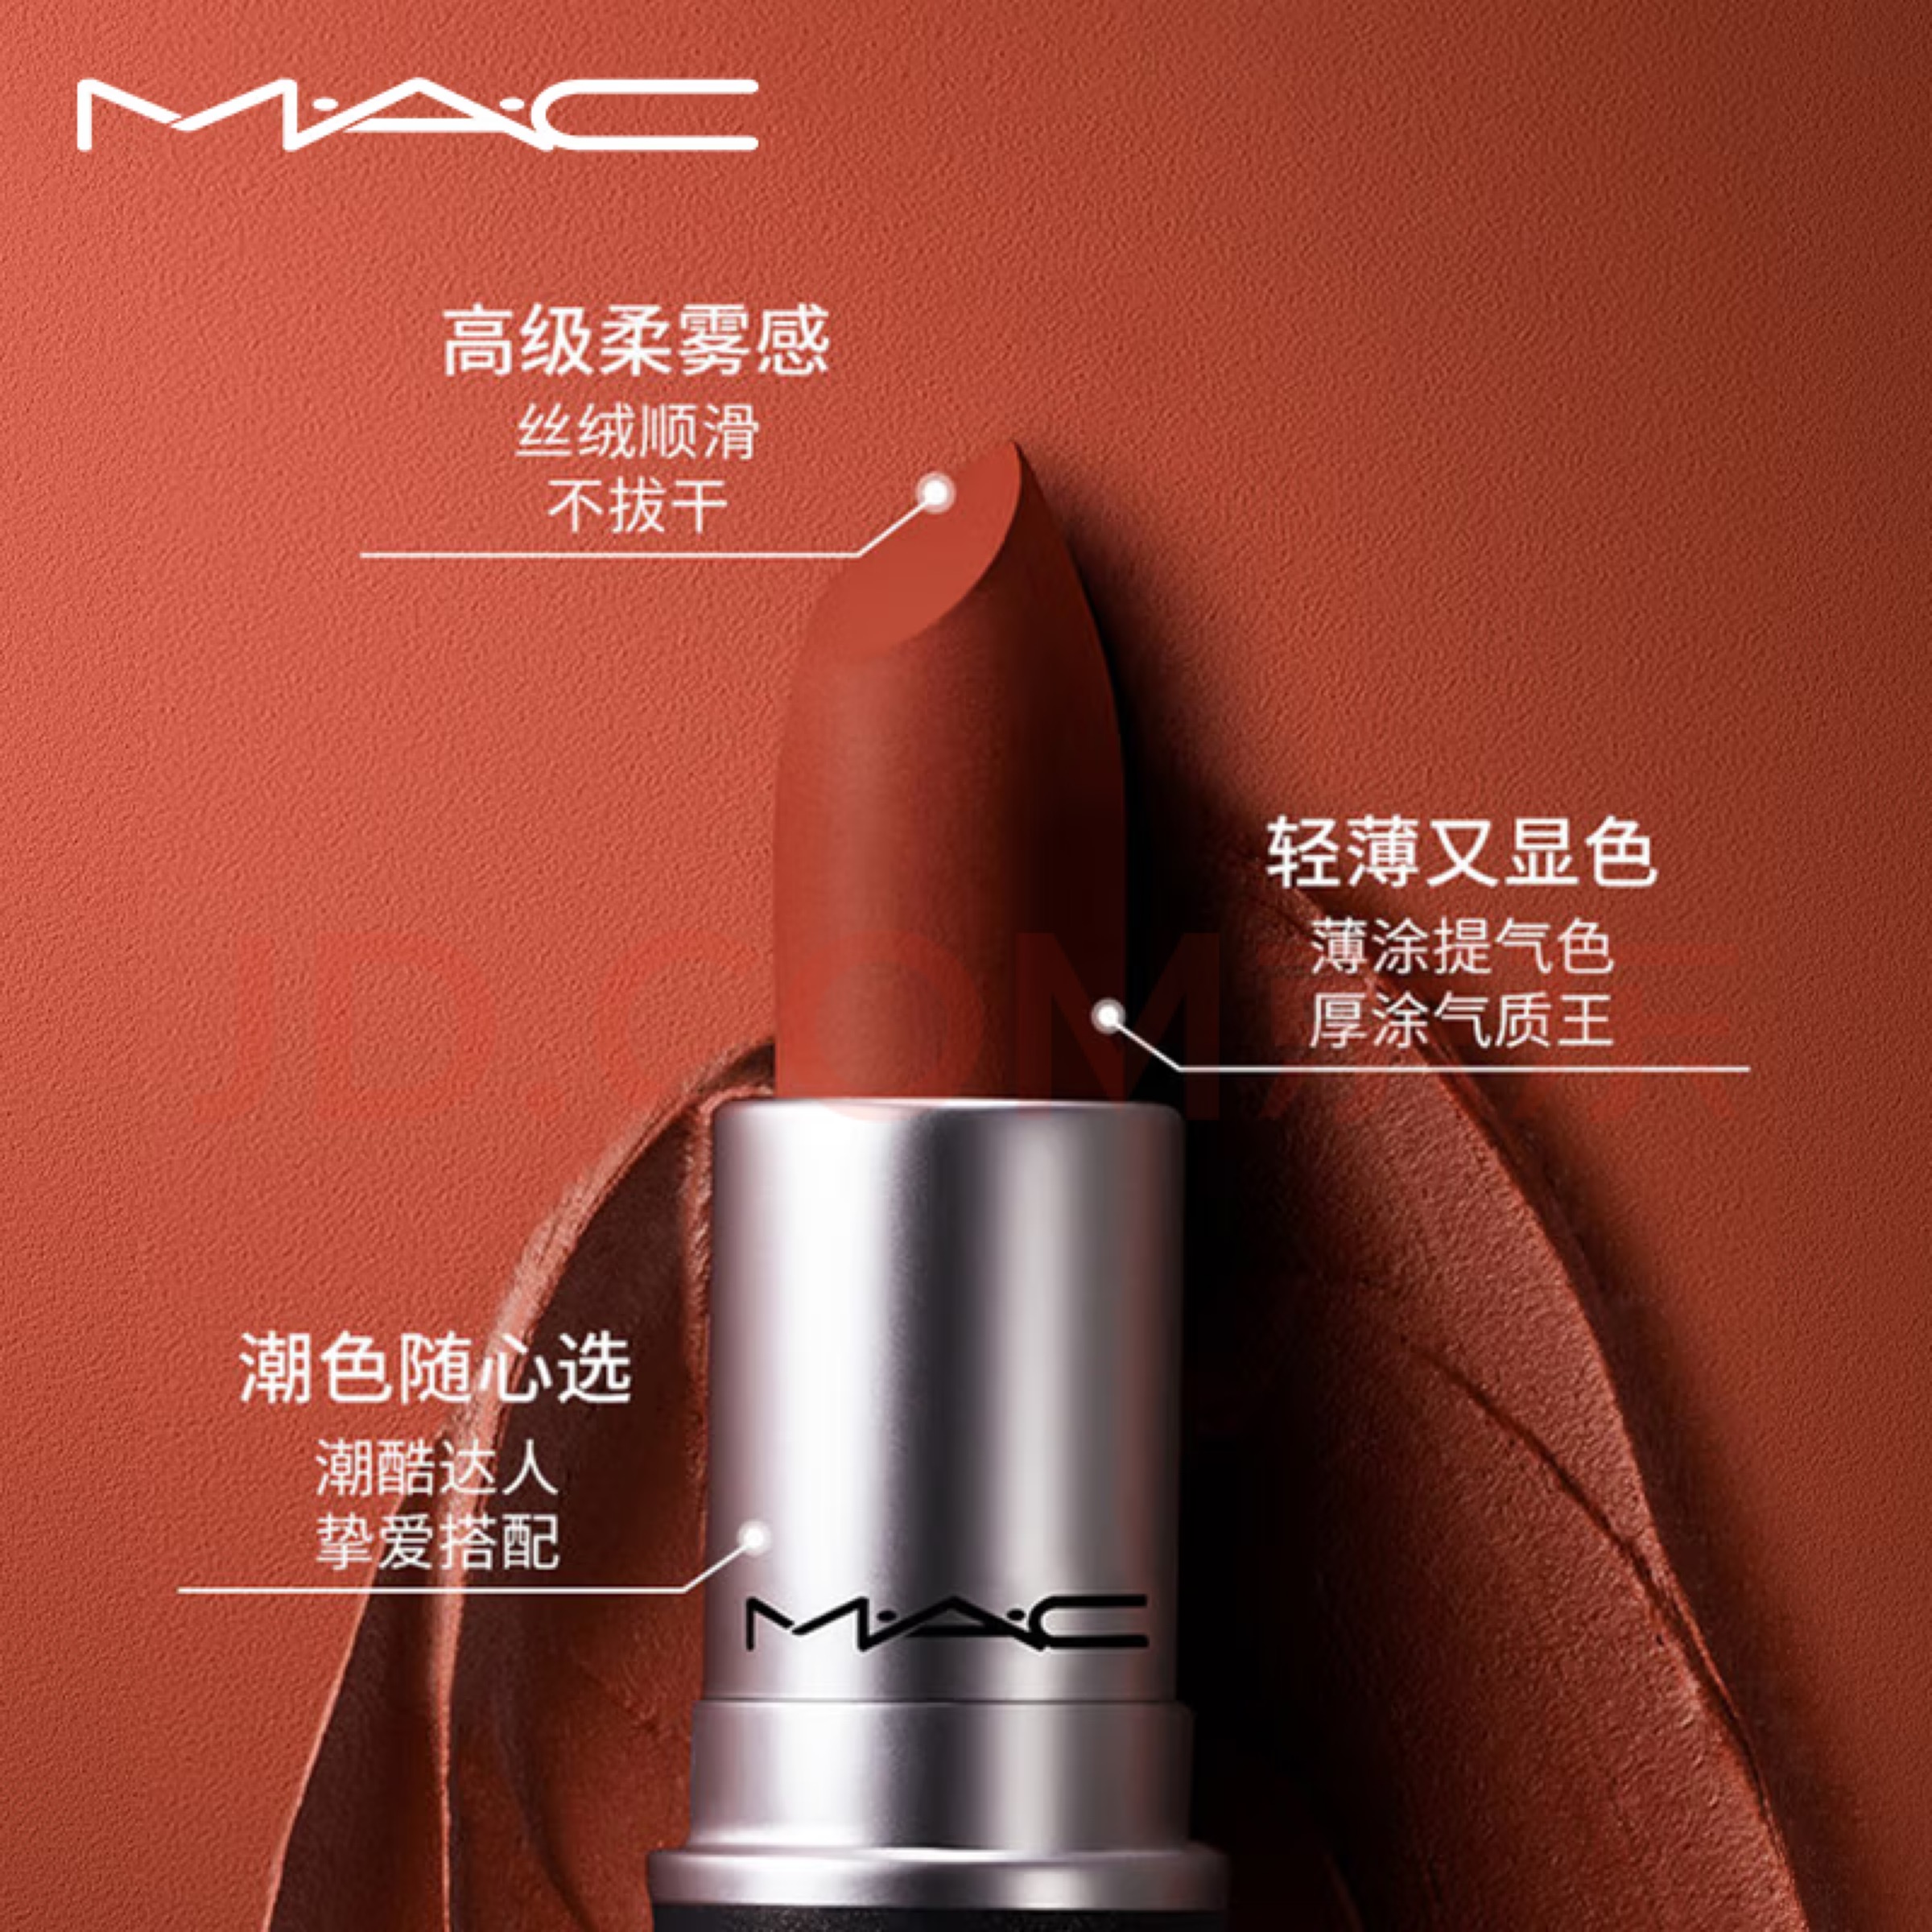 M·A·C
高级柔雾感
丝绒顺滑
不拔干
轻薄又显色
薄涂提气色
厚涂气质王
JD.COM
潮色随心选
潮酷达人
挚爱搭配
M·A·C